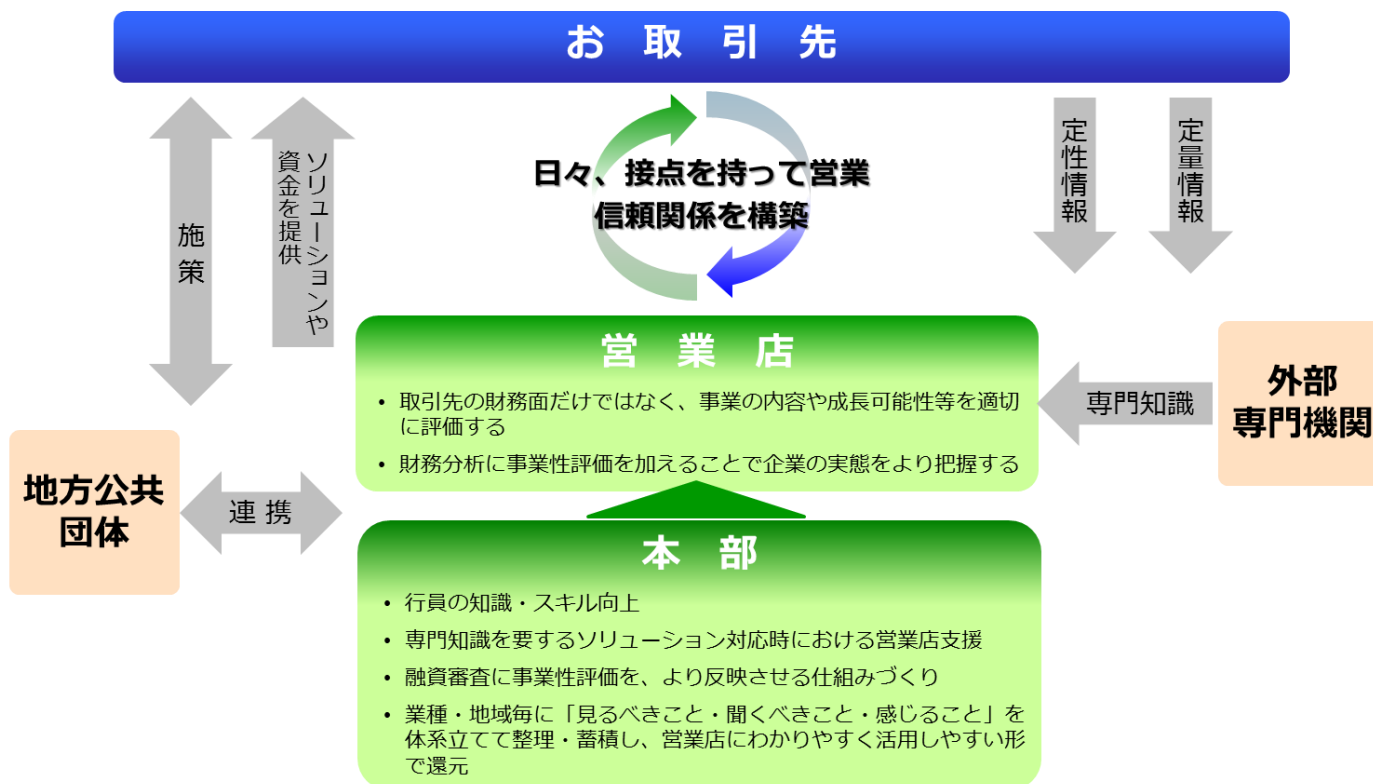 お取引先
施策
ソリューションや
資金を提供
日々、接点を持って営業
信頼関係を構築
定性情報
定量情報
営業店
• 取引先の財務面だけではなく、事業の内容や成長可能性等を適切
に評価する
• 財務分析に事業性評価を加えることで企業の実態をより把握する
専門知識
外部
専門機関
地方公共
団体
連携
本部
• 行員の知識・スキル向上
• 専門知識を要するソリューション対応時における営業店支援
• 融資審査に事業性評価を、より反映させる仕組みづくり
• 業種・地域毎に「見るべきこと・聞くべきこと・感じること」を
体系立てて整理・蓄積し、営業店にわかりやすく活用しやすい形
で還元